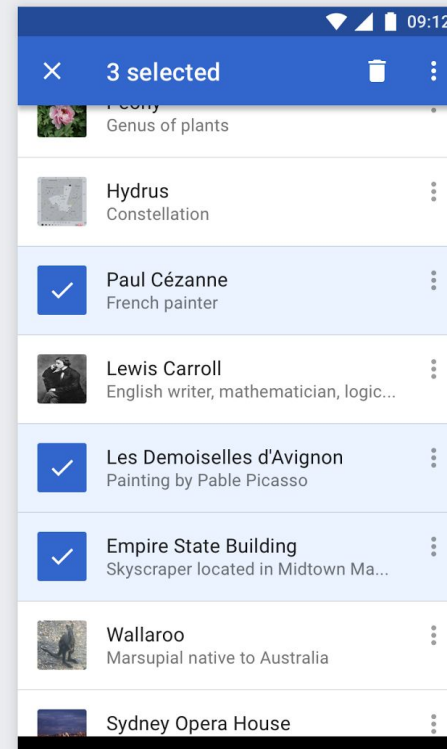 09:12
3 selected
Peony
Genus of plants
Hydrus
Constellation
Paul Cézanne
French painter
Lewis Carroll
English writer, mathematician, logic...
Les Demoiselles d'Avignon
Painting by Pable Picasso
Empire State Building
Skyscraper located in Midtown Ma...
Wallaroo
Marsupial native to Australia
Sydney Opera House